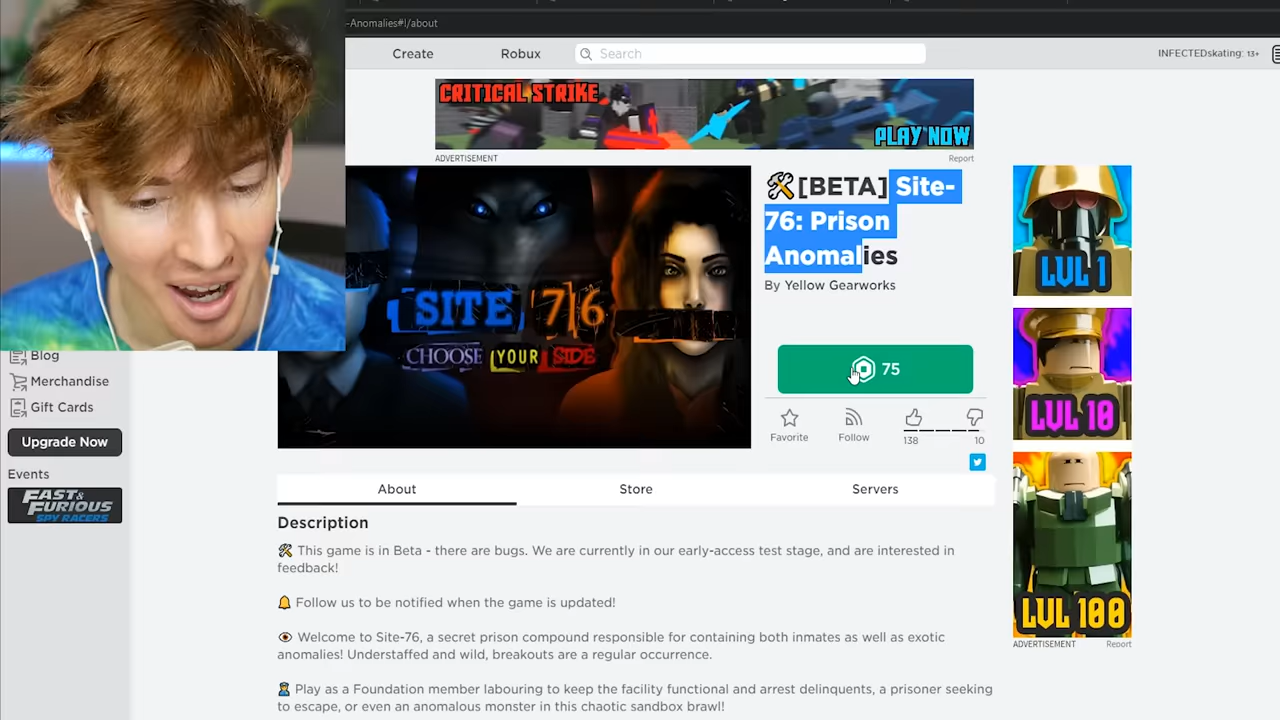 -Anomalies#!/about
Create
Robux
Search
INFECTEDskating: 13+
CRITICAL STRIKE
PLAY NOW
ADVERTISEMENT
Report
SITE 76
CHOOSE YOUR SIDE
🛠[BETA] Site-
76: Prison
Anomalies
By Yellow Gearworks
75
Favorite
Follow
138
10
LVL 1
LVL 10
LVL 100
ADVERTISEMENT
Report
Blog
Merchandise
Gift Cards
Upgrade Now
Events
FAST &
FURIOUS
SPY RACERS
About
Store
Servers
Description
🛠 This game is in Beta - there are bugs. We are currently in our early-access test stage, and are interested in
feedback!
🔔 Follow us to be notified when the game is updated!
👁 Welcome to Site-76, a secret prison compound responsible for containing both inmates as well as exotic
anomalies! Understaffed and wild, breakouts are a regular occurrence.
👮 Play as a Foundation member labouring to keep the facility functional and arrest delinquents, a prisoner seeking
to escape, or even an anomalous monster in this chaotic sandbox brawl!